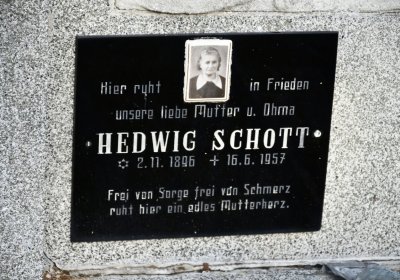 Hier ruht in Frieden
unsere liebe Mutter u. Ohma
HEDWIG SCHOTT
✩ 2.11.1896 + 16.6.1957
Frei von Sorge frei von Schmerz
ruht hier ein edles Mutterherz.